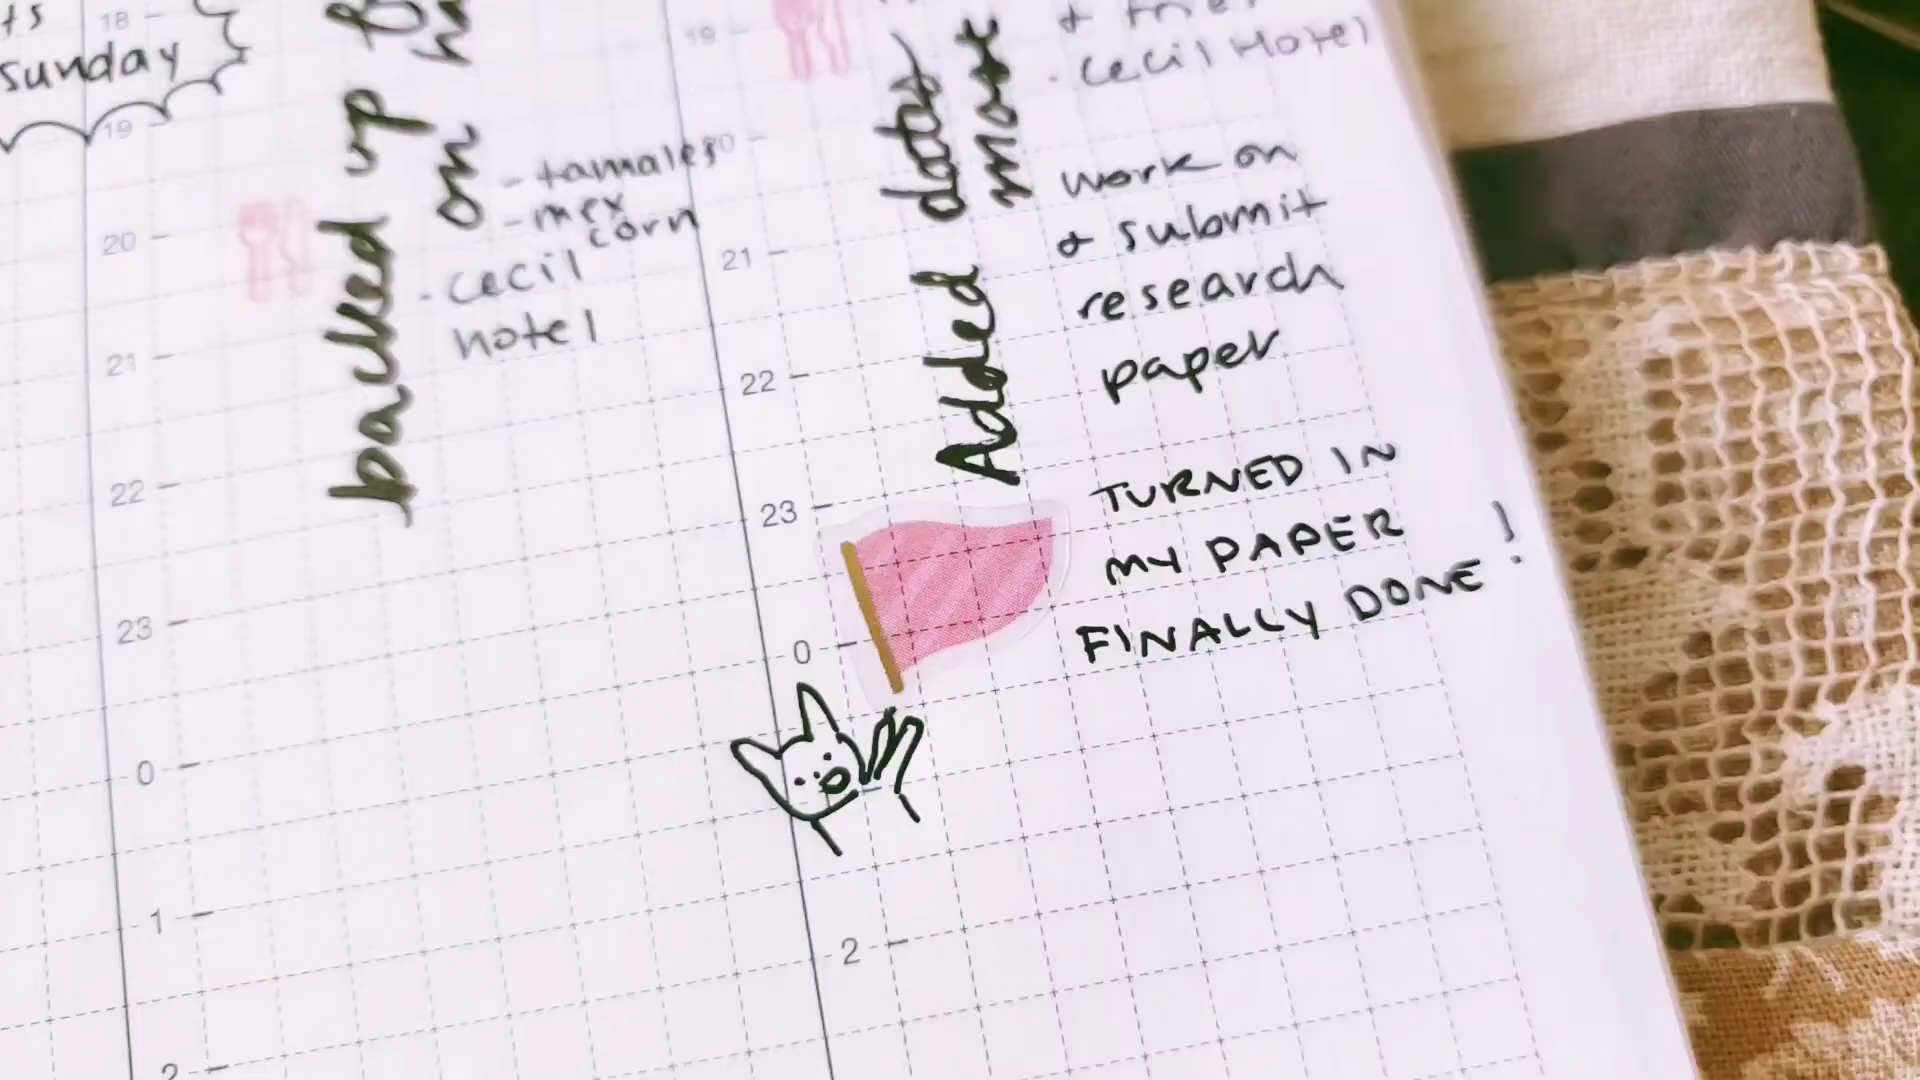 ts
sunday
18
19
20
21
22
23
0
1
2
backed up
on
- tamales
- mex
corn
- cecil
hotel
19
20
21
22
23
0
2
Added data
most
- cecil Hotel
work on
& submit
research
paper
TURNED IN
MY PAPER
FINALLY DONE!